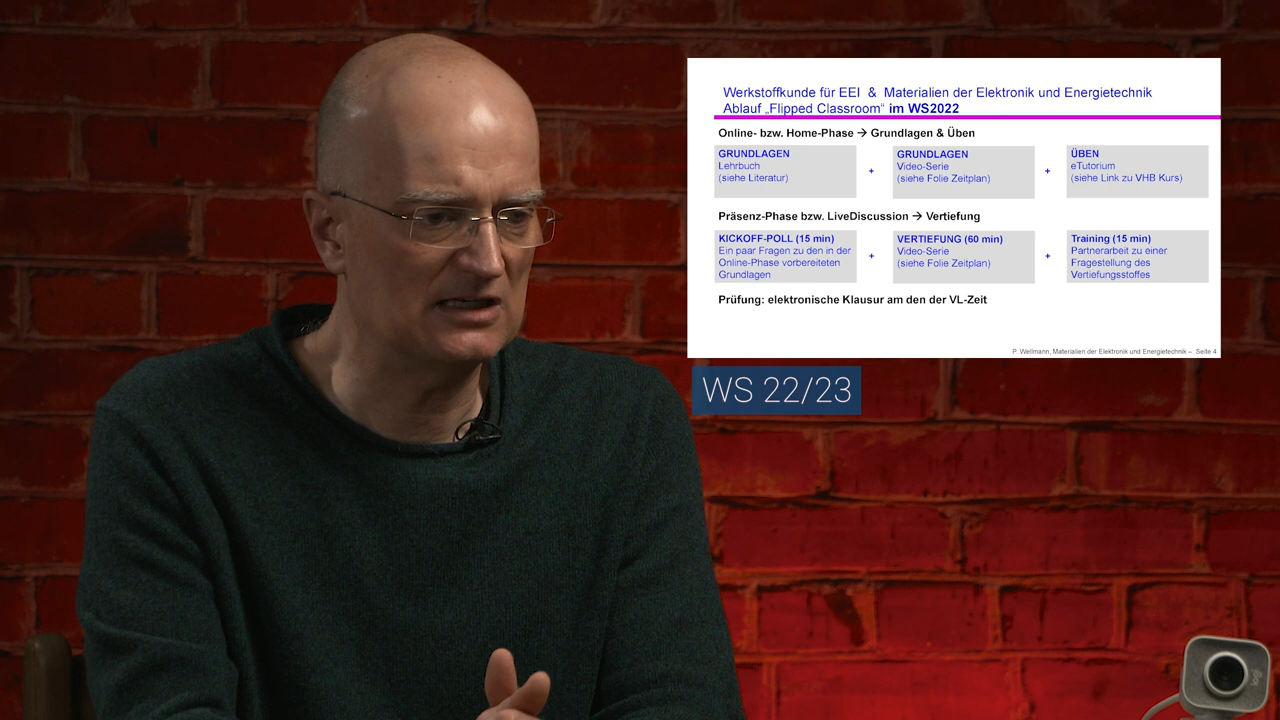 Werkstoffkunde für EEI & Materialien der Elektronik und Energietechnik
Ablauf „Flipped Classroom“ im WS2022
Online- bzw. Home-Phase → Grundlagen & Üben
GRUNDLAGEN
Lehrbuch
(siehe Literatur)
+
GRUNDLAGEN
Video-Serie
(siehe Folie Zeitplan)
+
ÜBEN
eTutorium
(siehe Link zu VHB Kurs)
Präsenz-Phase bzw. LiveDiscussion → Vertiefung
KICKOFF-POLL (15 min)
Ein paar Fragen zu den in der
Online-Phase vorbereiteten
Grundlagen
+
VERTIEFUNG (60 min)
Video-Serie
(siehe Folie Zeitplan)
+
Training (15 min)
Partnerarbeit zu einer
Fragestellung des
Vertiefungsstoffes
Prüfung: elektronische Klausur am den der VL-Zeit
P. Wellmann, Materialien der Elektronik und Energietechnik – Seite 4
WS 22/23
logi